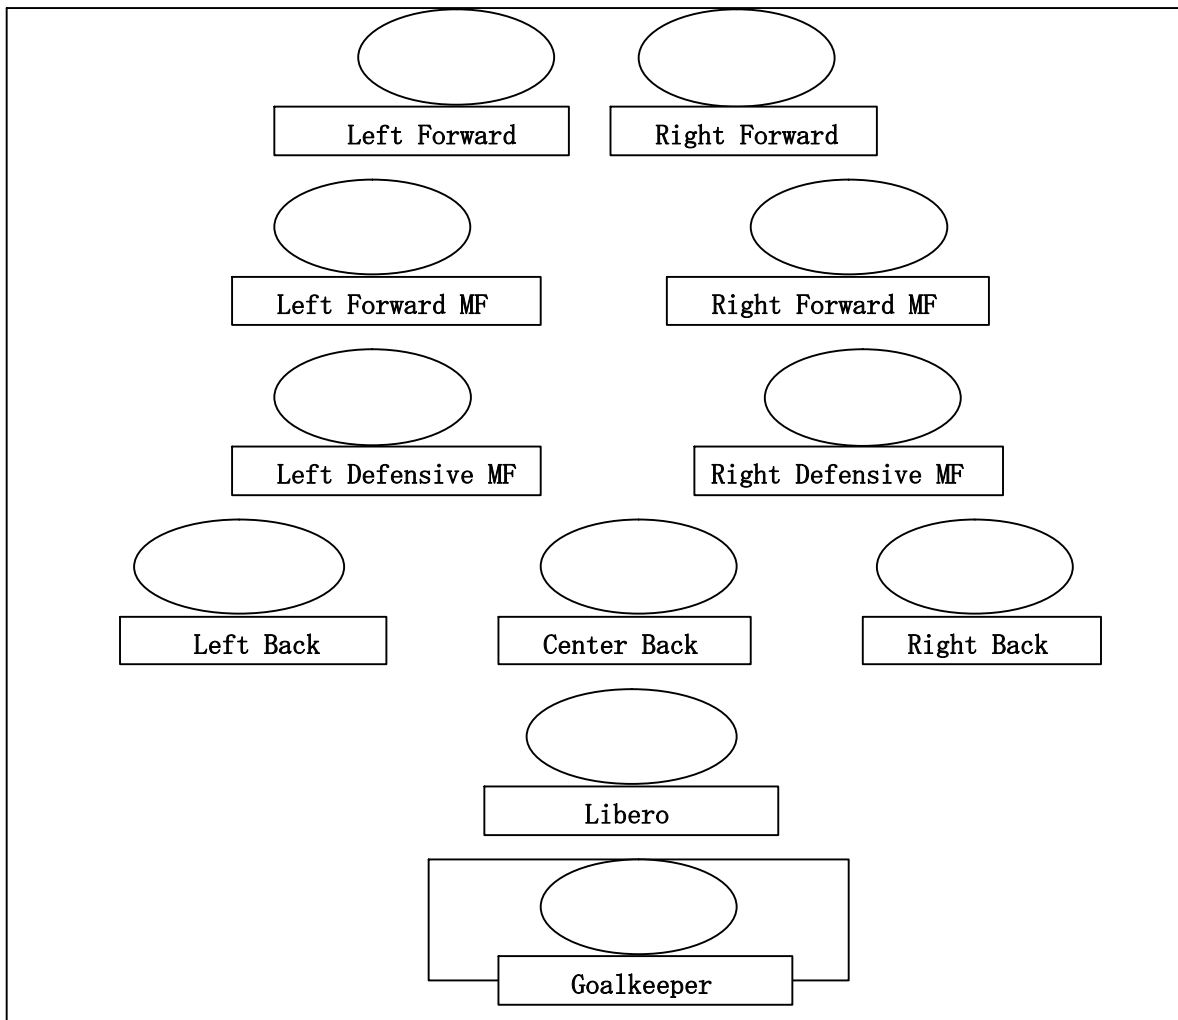 Left Forward
Right Forward
Left Forward MF
Right Forward MF
Left Defensive MF
Right Defensive MF
Left Back
Center Back
Right Back
Libero
Goalkeeper